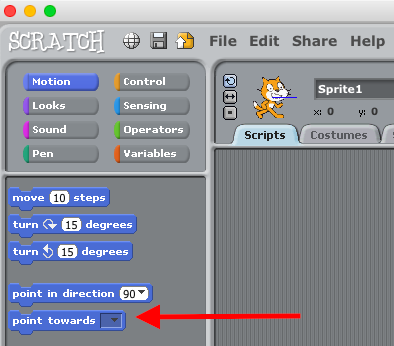 SCRATCH File Edit Share Help
Motion Control
Looks Sensing
Sound Operators
Pen Variables
Sprite1
x: 0 y: 0
Scripts Costumes S
move 10 steps
turn 15 degrees
turn 15 degrees
point in direction 90
point towards